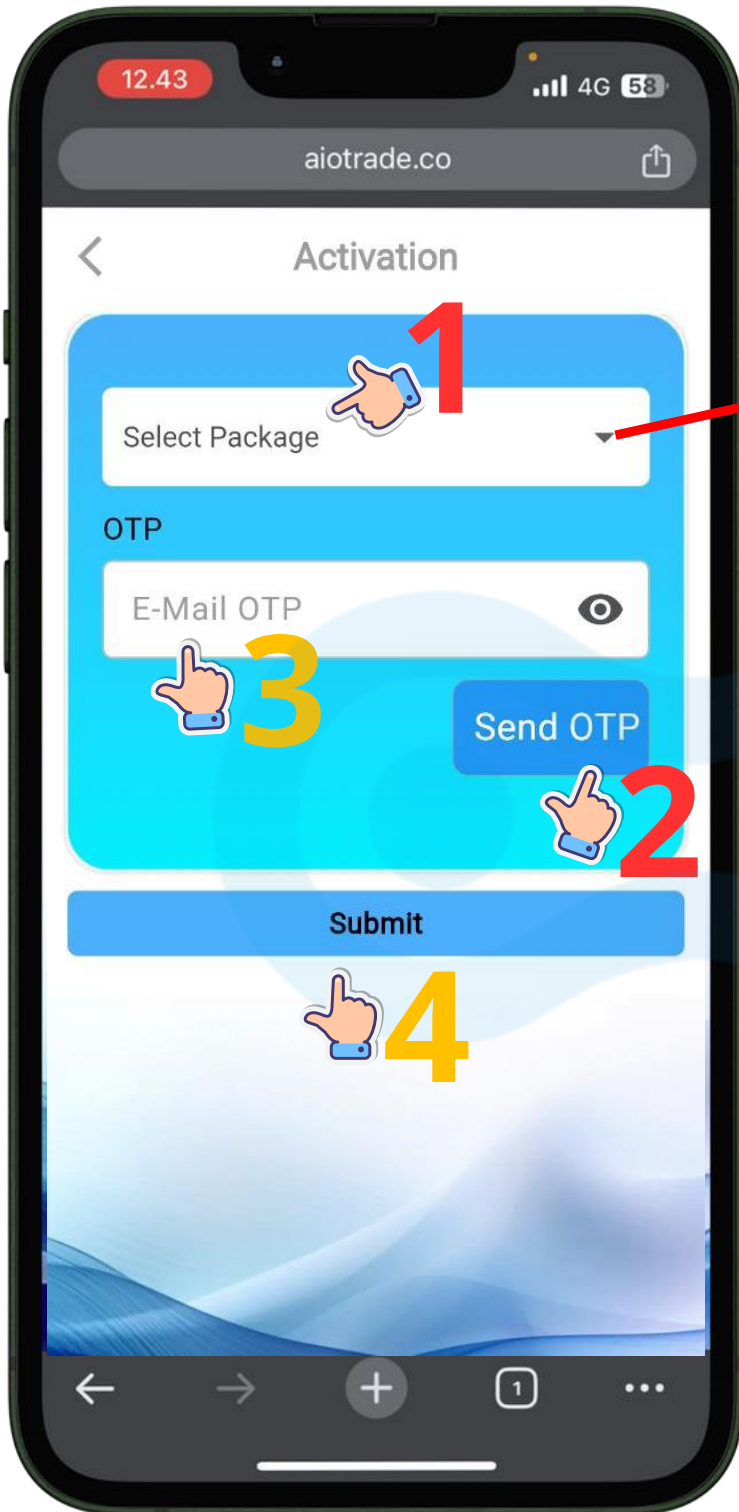 12.43
4G 58
aiotrade.co
Activation
1
Select Package
OTP
E-Mail OTP
3
Send OTP
2
Submit
4
1